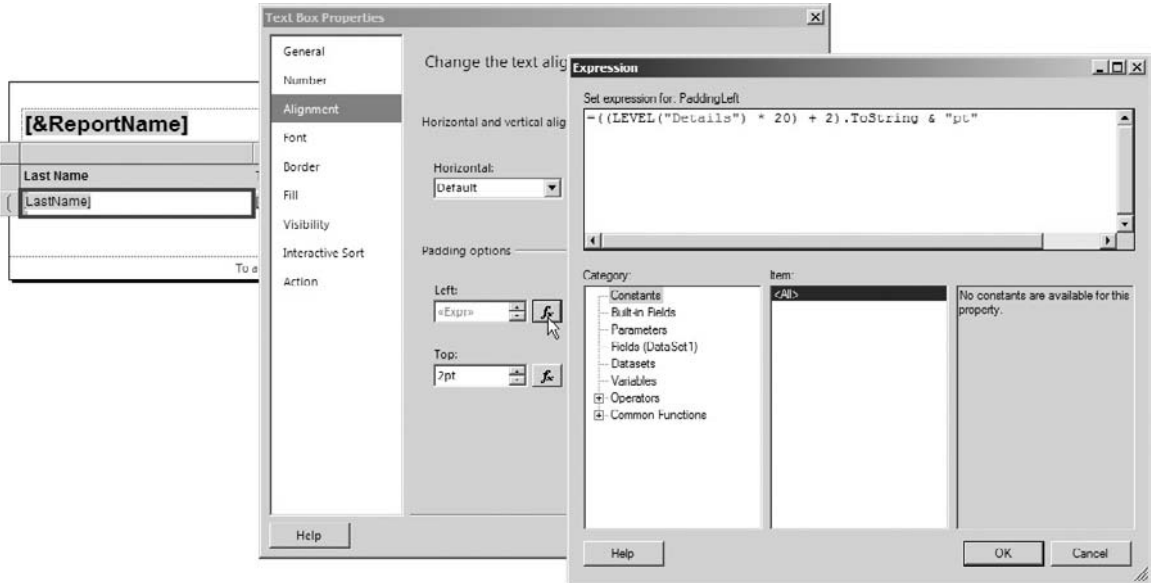 Text Box Properties
General
Number
Alignment
Font
Border
Fill
Visibility
Interactive Sort
Action
Change the text alig
Horizontal and vertical alig
Horizontal:
Default
Padding options
Left:
«Expr»
fx
Top:
2pt
fx
Help
[&ReportName]
Last Name
[LastName]
To a
Expression
Set expression for: PaddingLeft
=((LEVEL("Details") * 20) + 2).ToString & "pt"
Category:
Constants
Built-in Fields
Parameters
Fields (DataSet1)
Datasets
Variables
Operators
Common Functions
Item:
<All>
No constants are available for this
property.
Help
OK
Cancel